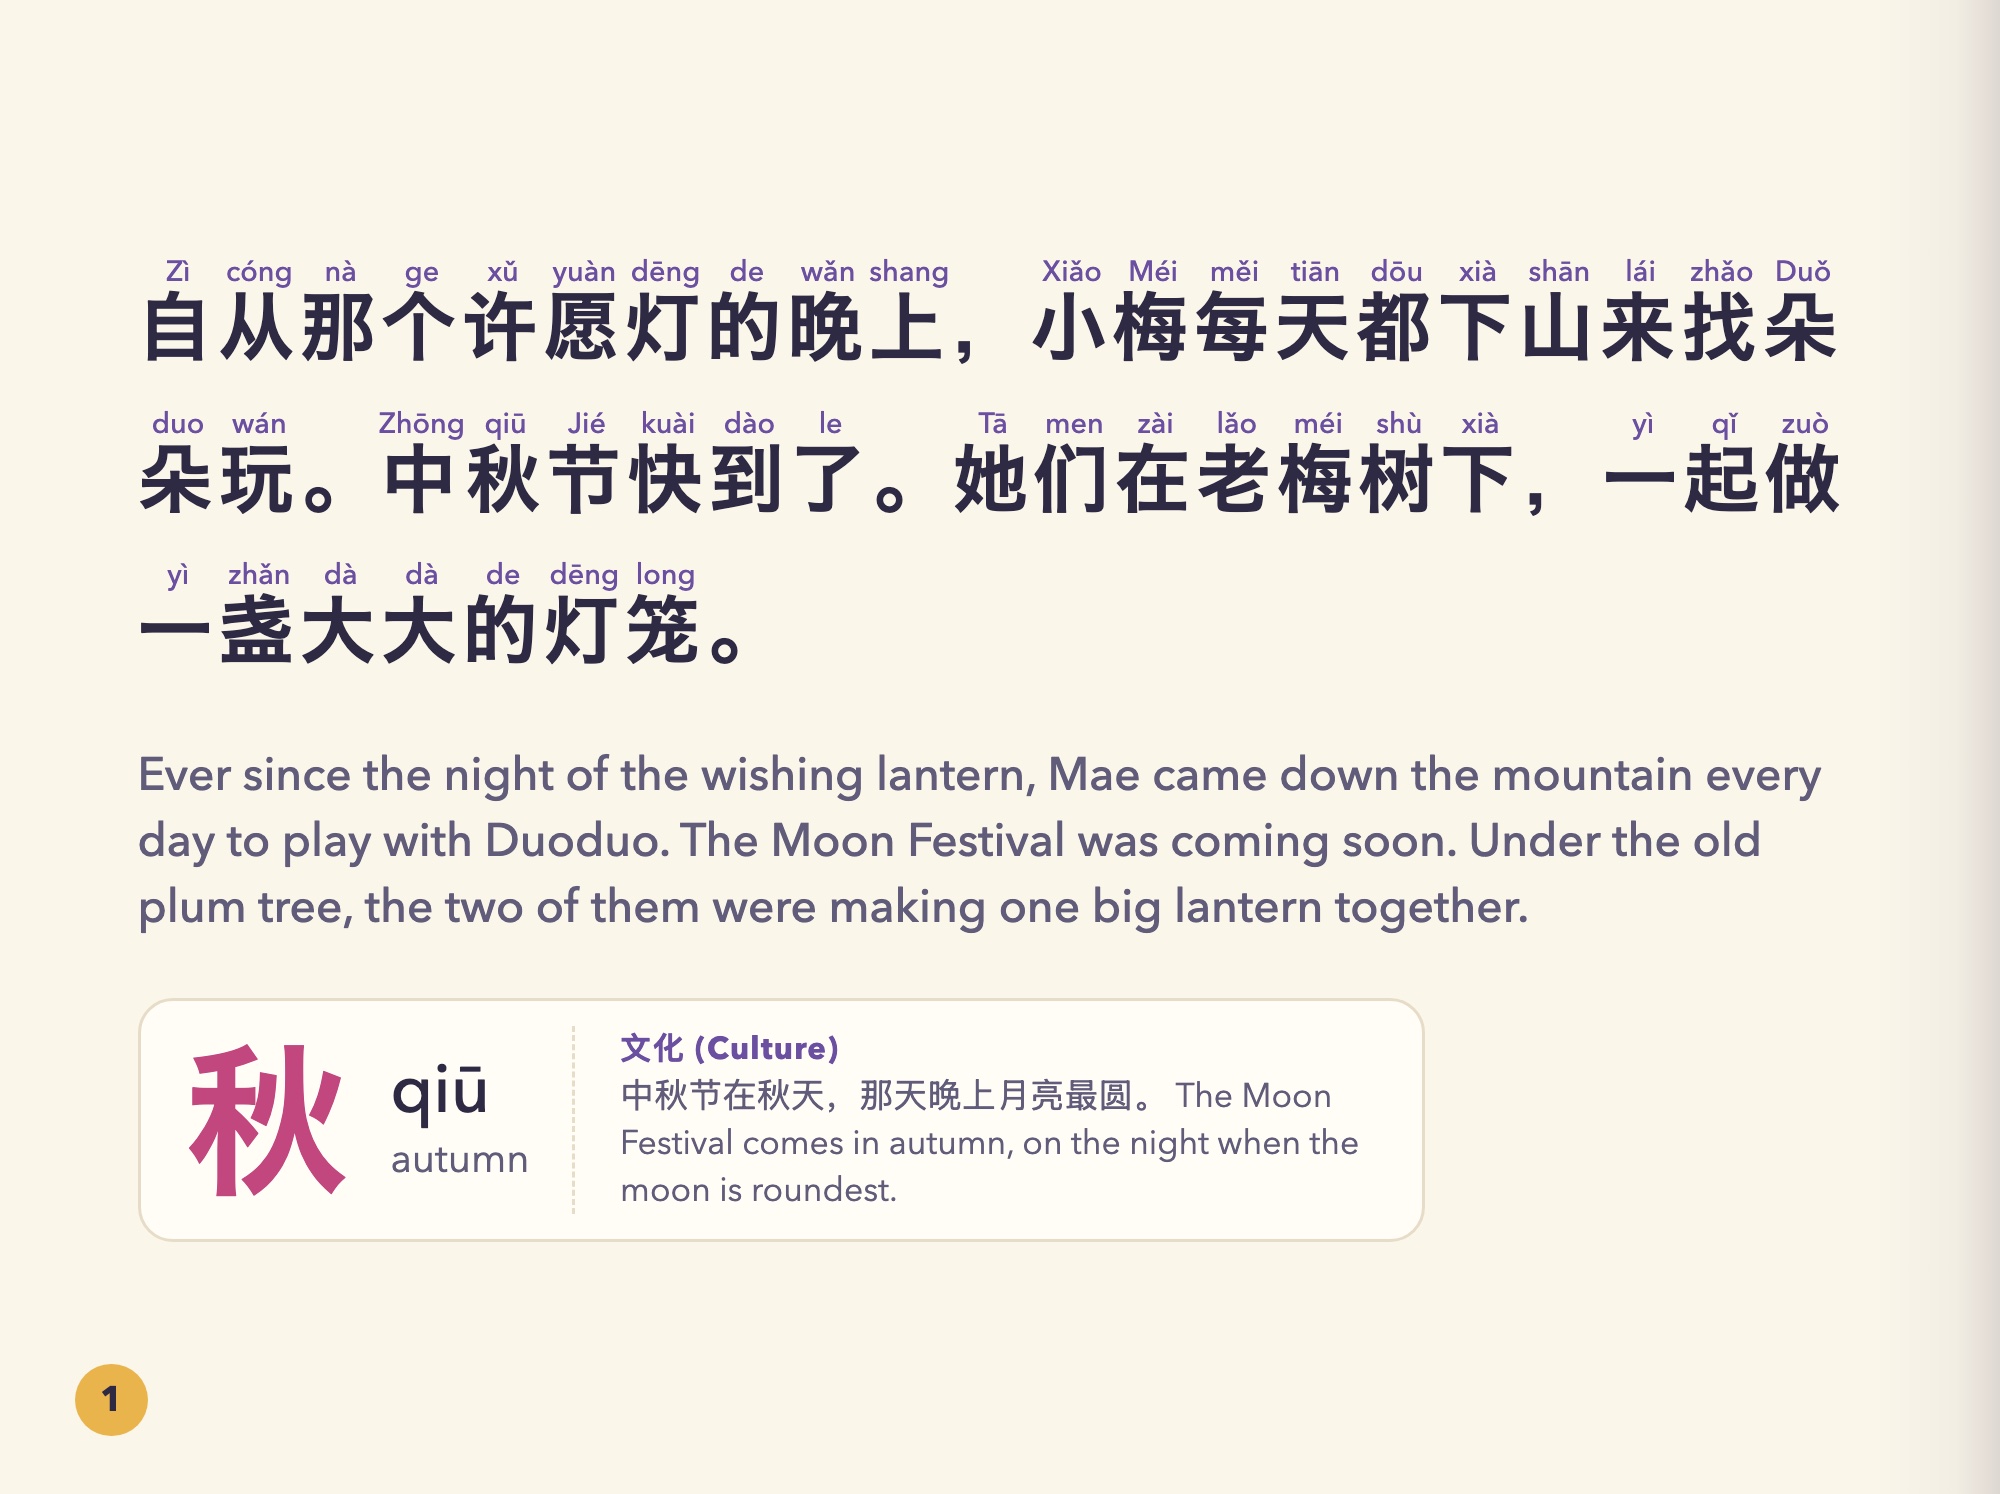 Zì cóng nà ge xǔ yuàn dēng de wǎn shang Xiǎo Méi měi tiān dōu xià shān lái zhǎo Duǒ
自从那个许愿灯的晚上，小梅每天都下山来找朵
duo wán Zhōng qiū Jié kuài dào le Tā men zài lǎo méi shù xià yì qǐ zuò
朵玩。中秋节快到了。她们在老梅树下，一起做
yì zhǎn dà dà de dēng long
一盏大大的灯笼。
Ever since the night of the wishing lantern, Mae came down the mountain every
day to play with Duoduo. The Moon Festival was coming soon. Under the old
plum tree, the two of them were making one big lantern together.
秋
qiū
autumn
文化 (Culture)
中秋节在秋天，那天晚上月亮最圆。 The Moon
Festival comes in autumn, on the night when the
moon is roundest.
1